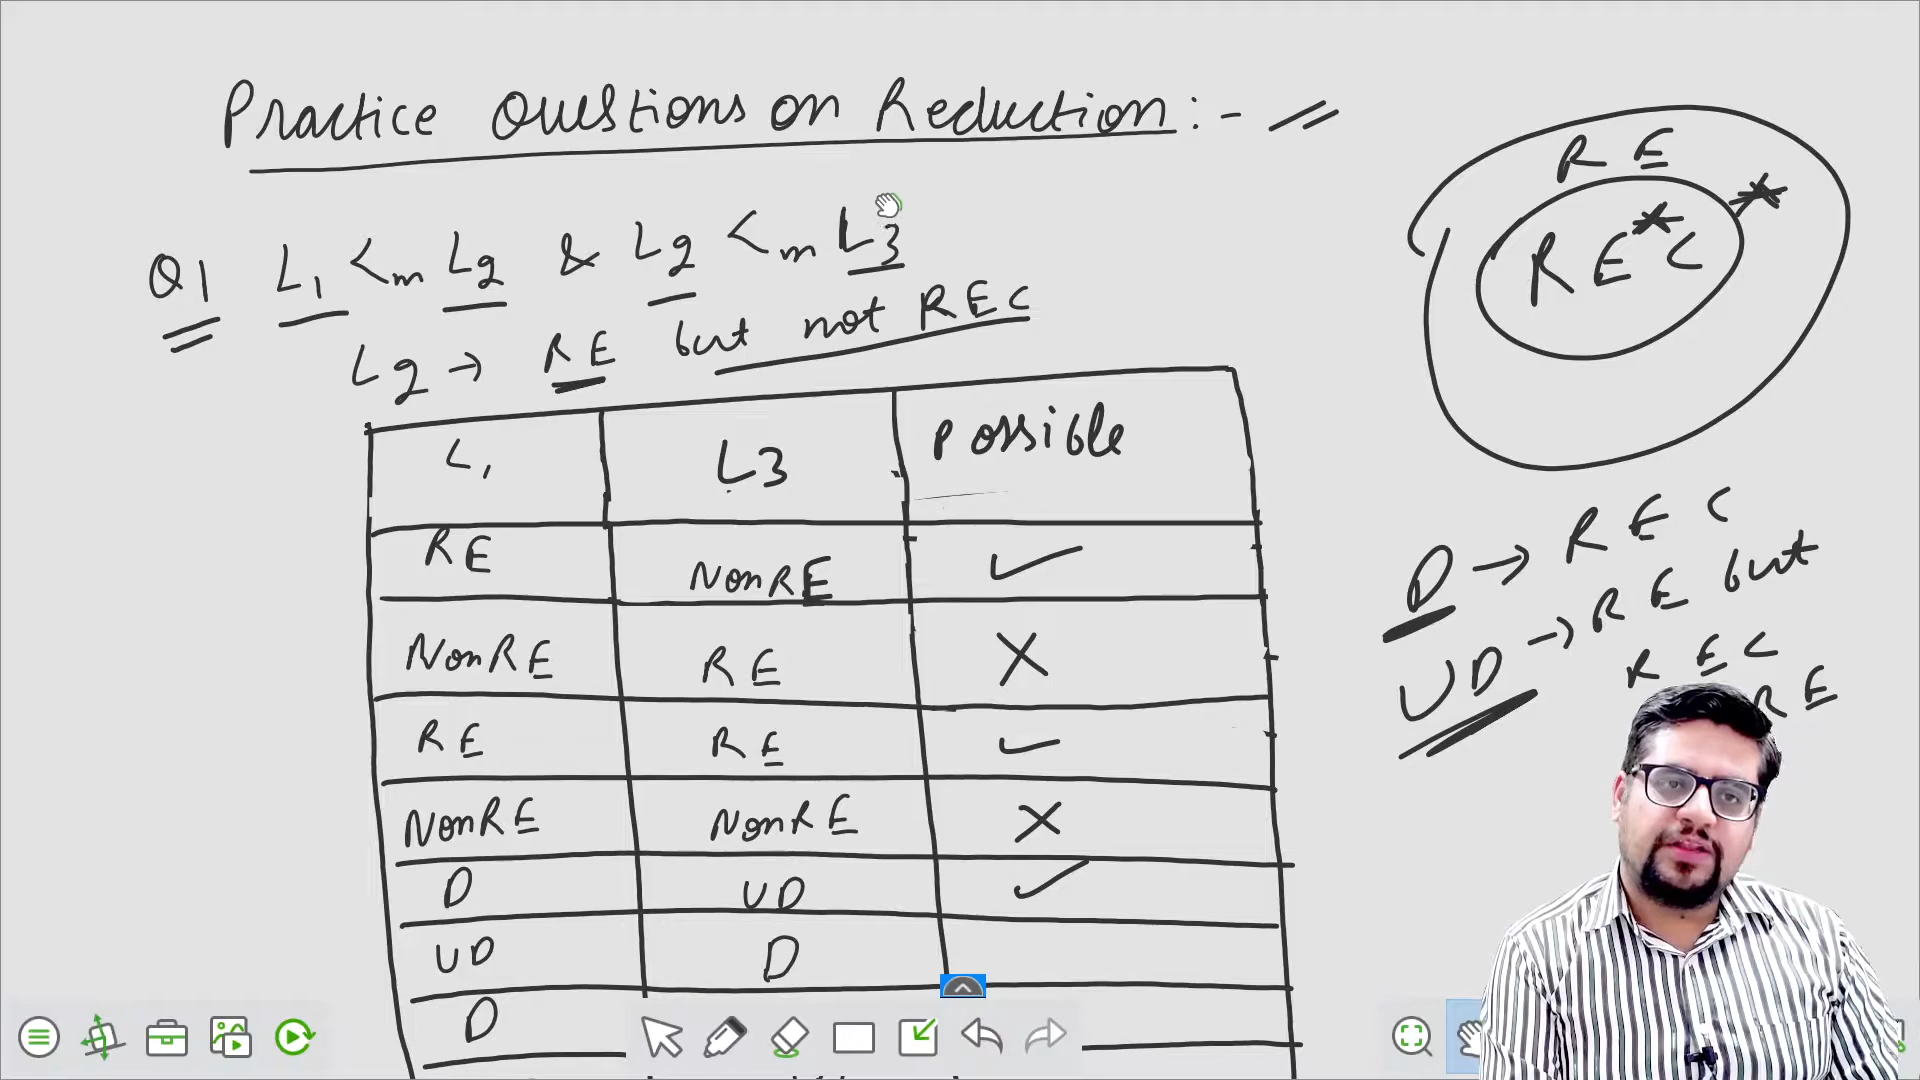 Practice Questions on Reduction:-
Q1 L1 <m L2 & L2 <m L3
L2 → RE but not REC
L1 L3 Possible
RE NonRE ✓
NonRE RE X
RE RE ✓
NonRE NonRE X
D UD ✓
UD D
D
RE
REC
D → REC
UD → RE but
REC
RE